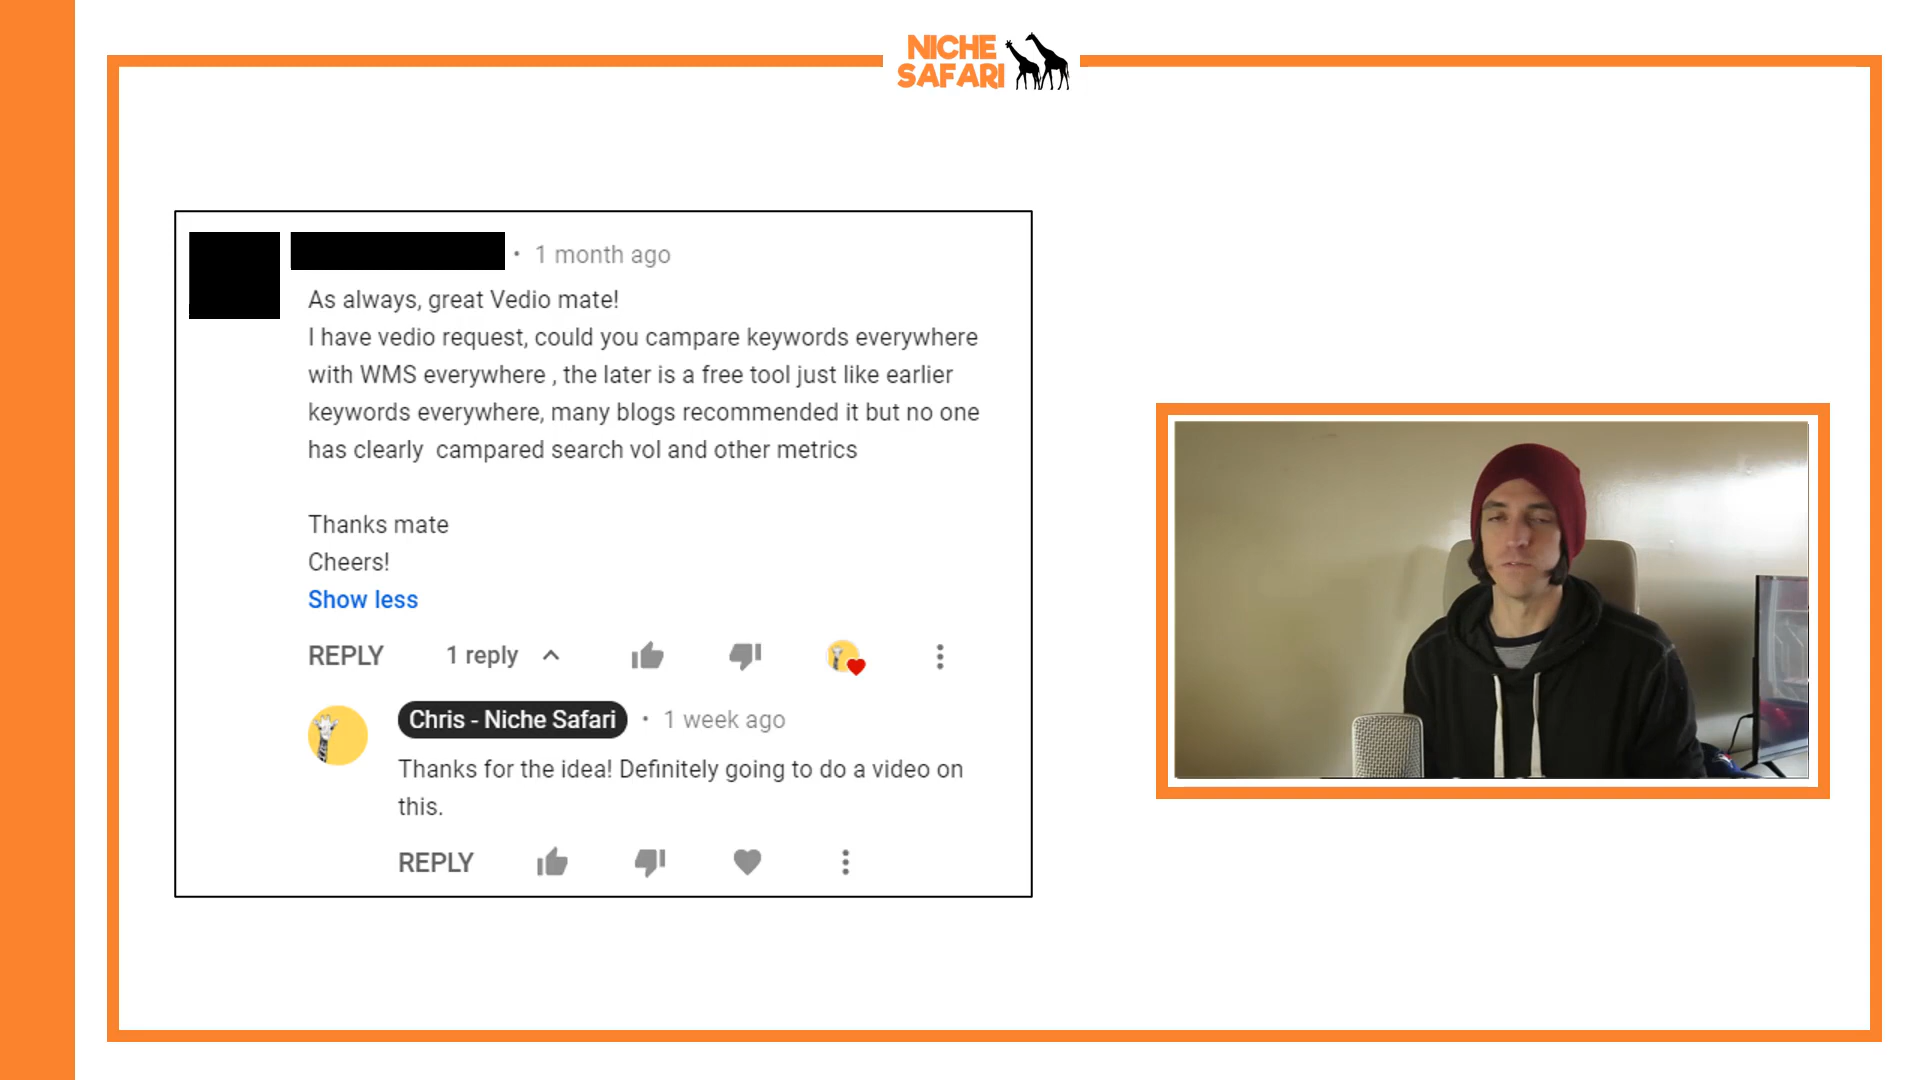 NICHE
SAFARI
• 1 month ago
As always, great Vedio mate!
I have vedio request, could you campare keywords everywhere
with WMS everywhere , the later is a free tool just like earlier
keywords everywhere, many blogs recommended it but no one
has clearly  campared search vol and other metrics
Thanks mate
Cheers!
Show less
REPLY 1 reply
Chris - Niche Safari • 1 week ago
Thanks for the idea! Definitely going to do a video on
this.
REPLY